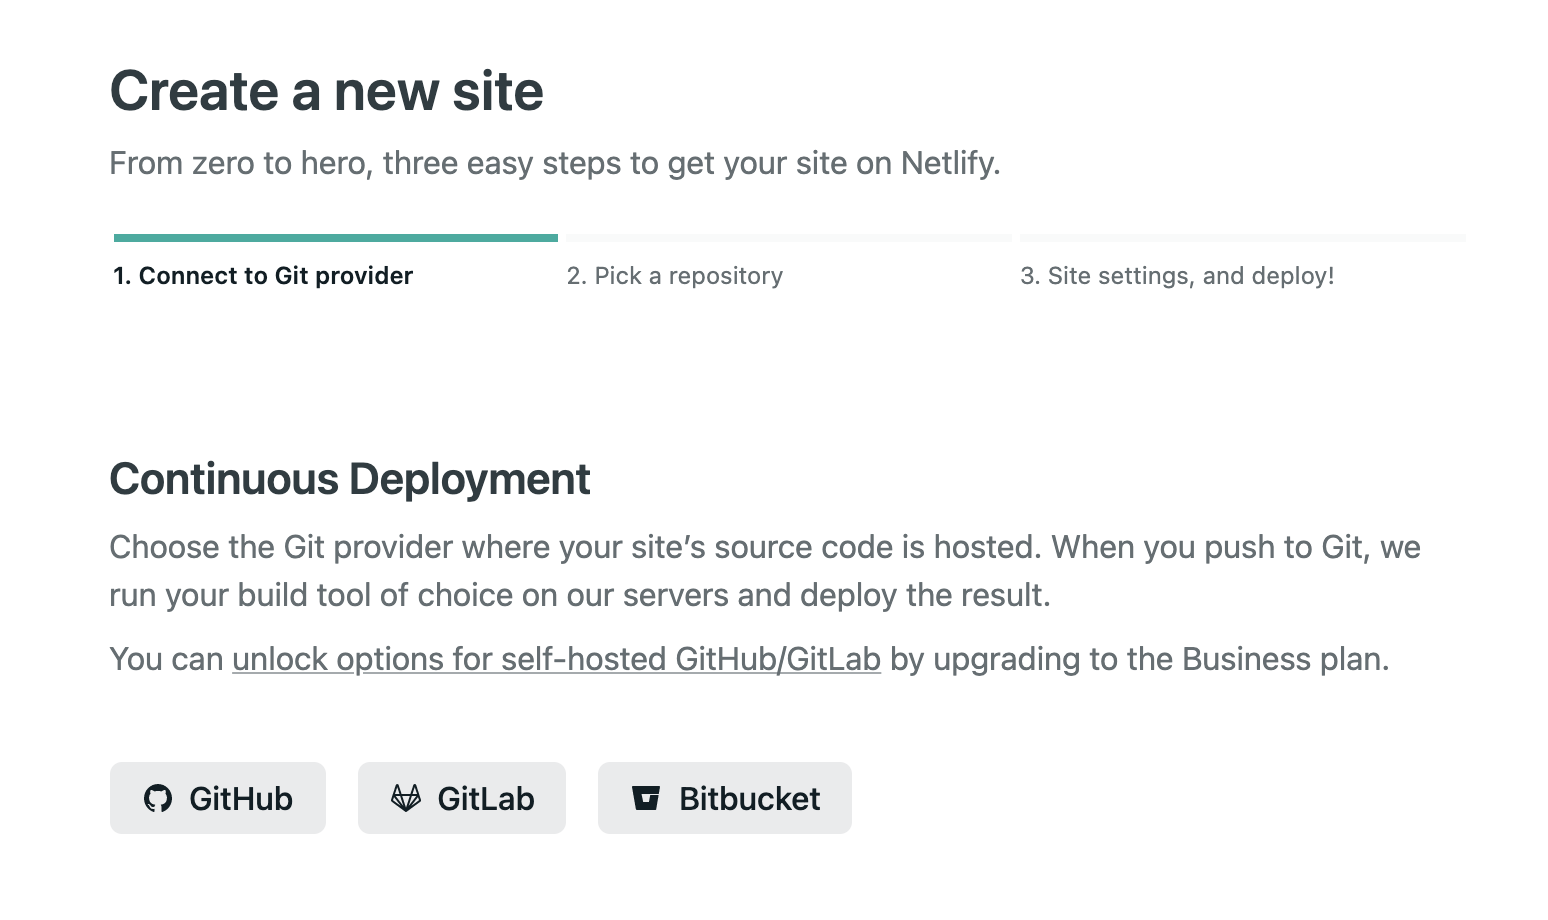 Create a new site
From zero to hero, three easy steps to get your site on Netlify.
1. Connect to Git provider
2. Pick a repository
3. Site settings, and deploy!
Continuous Deployment
Choose the Git provider where your site’s source code is hosted. When you push to Git, we
run your build tool of choice on our servers and deploy the result.
You can unlock options for self-hosted GitHub/GitLab by upgrading to the Business plan.
GitHub
GitLab
Bitbucket